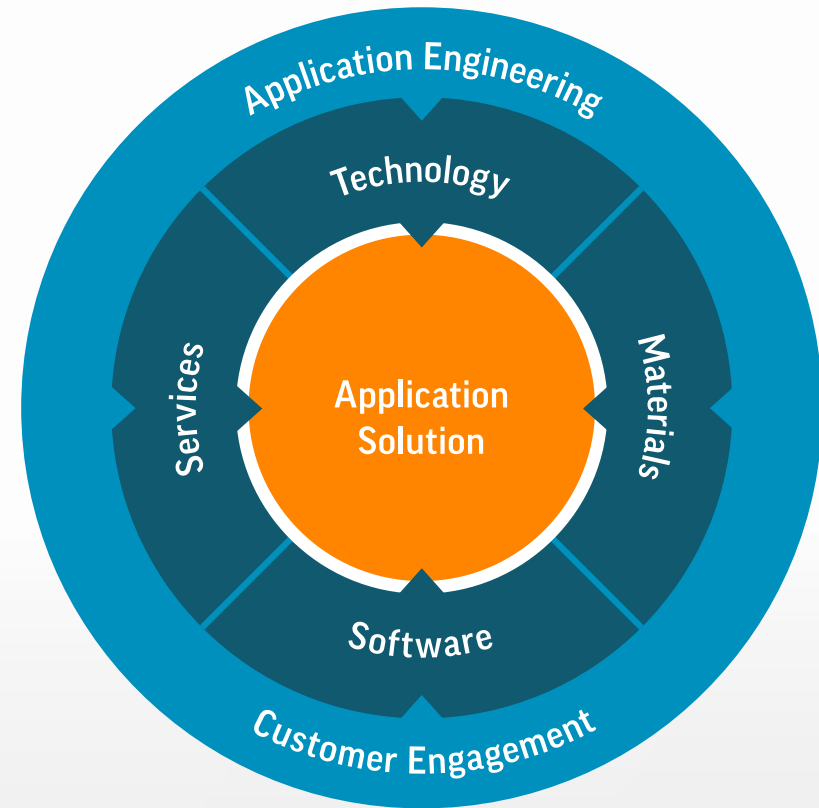 Application Engineering
Technology
Services
Materials
Application
Solution
Software
Customer Engagement